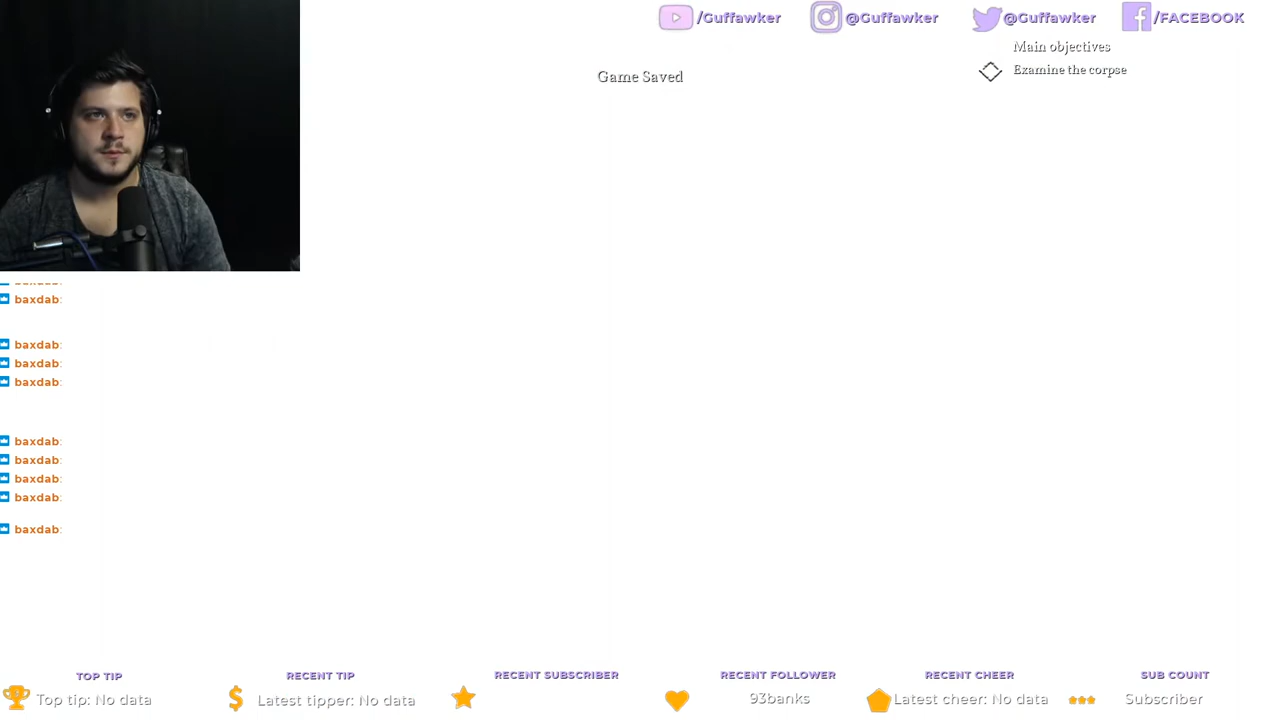 /Guffawker @Guffawker @Guffawker /FACEBOOK
Main objectives
Examine the corpse
Game Saved
baxdab:
baxdab:
baxdab:
baxdab:
baxdab:
baxdab:
baxdab:
baxdab:
baxdab:
TOP TIP RECENT TIP RECENT SUBSCRIBER RECENT FOLLOWER RECENT CHEER SUB COUNT
Top tip: No data Latest tipper: No data 93banks Latest cheer: No data Subscriber